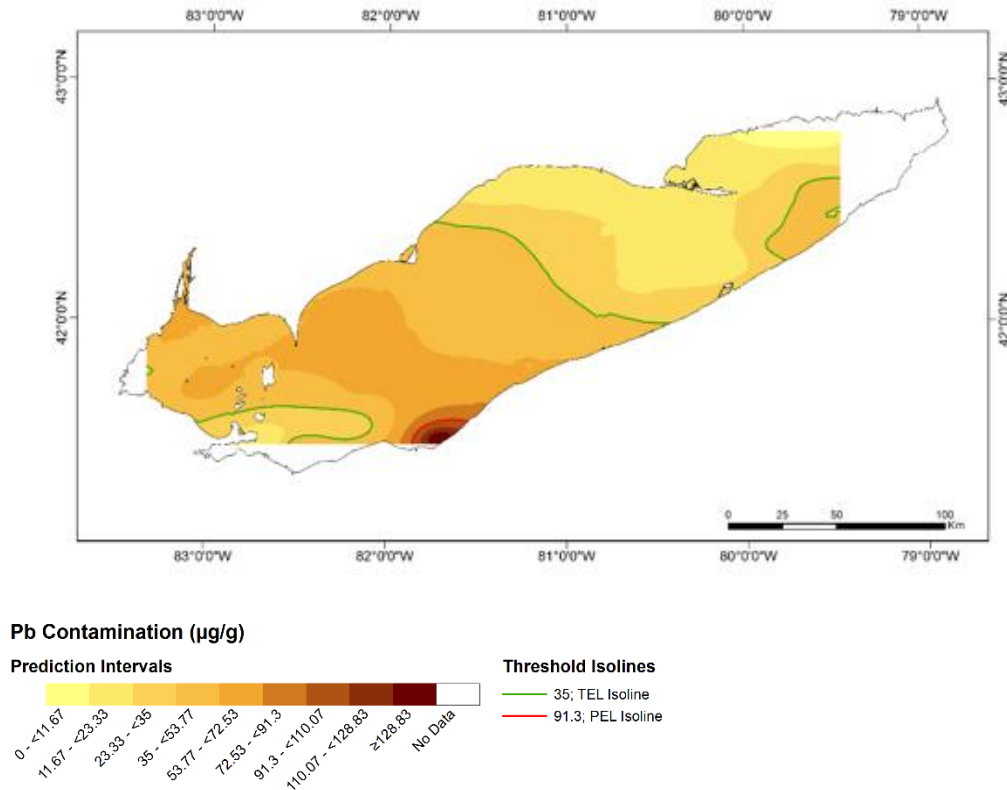 83°0'0"W 82°0'0"W 81°0'0"W 80°0'0"W 79°0'0"W
43°0'0"N 43°0'0"N
42°0'0"N 42°0'0"N
0 25 50 100
Km
83°0'0"W 82°0'0"W 81°0'0"W 80°0'0"W 79°0'0"W
Pb Contamination (µg/g)
Prediction Intervals
0 - <11.67
11.67 - <23.33
23.33 - <35
35 - <53.77
53.77 - <72.53
72.53 - <91.3
91.3 - <110.07
110.07 - <128.83
≥128.83
No Data
Threshold Isolines
35; TEL Isoline
91.3; PEL Isoline